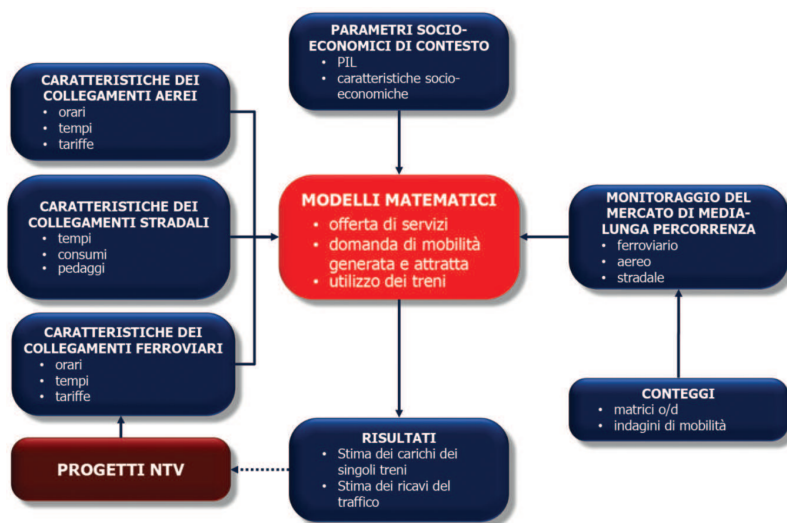 PARAMETRI SOCIO-
ECONOMICI DI CONTESTO
• PIL
• caratteristiche socio-
economiche
CARATTERISTICHE DEI
COLLEGAMENTI AEREI
• orari
• tempi
• tariffe
CARATTERISTICHE DEI
COLLEGAMENTI STRADALI
• tempi
• consumi
• pedaggi
CARATTERISTICHE DEI
COLLEGAMENTI FERROVIARI
• orari
• tempi
• tariffe
PROGETTI NTV
MODELLI MATEMATICI
• offerta di servizi
• domanda di mobilità
generata e attratta
• utilizzo dei treni
RISULTATI
• Stima dei carichi dei
singoli treni
• Stima dei ricavi del
traffico
MONITORAGGIO DEL
MERCATO DI MEDIA-
LUNGA PERCORRENZA
• ferroviario
• aereo
• stradale
CONTEGGI
• matrici o/d
• indagini di mobilità